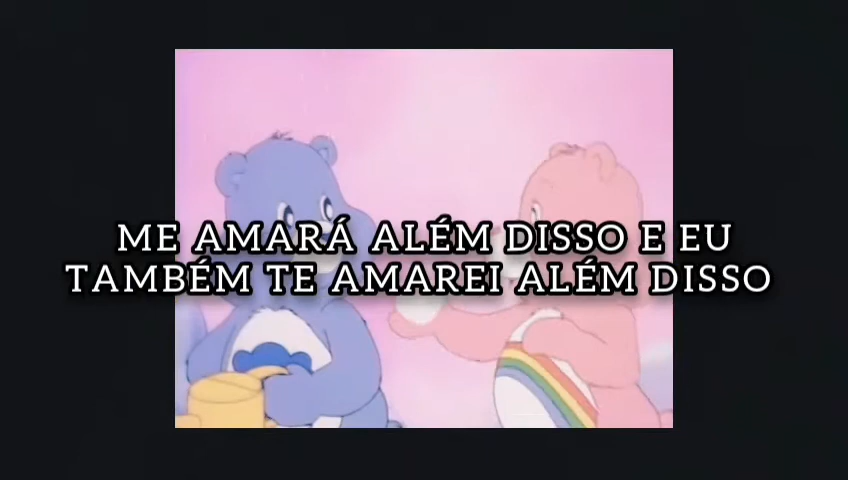 ME AMARÁ ALÉM DISSO E EU
TAMBÉM TE AMAREI ALÉM DISSO